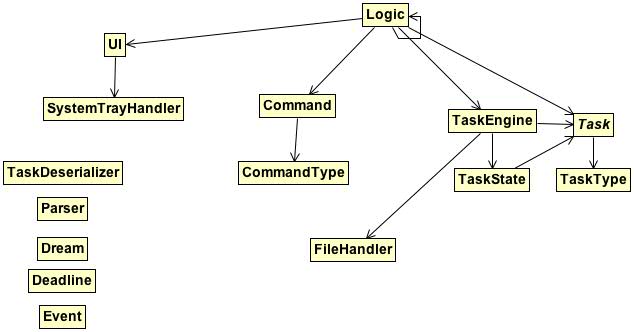 Logic
UI
SystemTrayHandler
Command
TaskEngine
Task
TaskDeserializer
CommandType
TaskState
TaskType
Parser
Dream
FileHandler
Deadline
Event